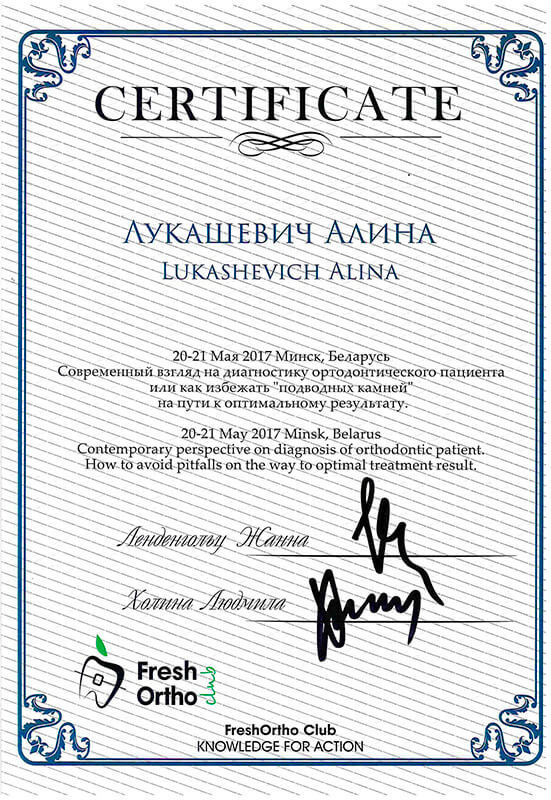 CERTIFICATE
Лукашевич Алина
Lukashevich Alina
20-21 Мая 2017 Минск, Беларусь
Современный взгляд на диагностику ортодонтического пациента
или как избежать "подводных камней"
на пути к оптимальному результату.
20-21 May 2017 Minsk, Belarus
Contemporary perspective on diagnosis of orthodontic patient.
How to avoid pitfalls on the way to optimal treatment result.
Ленденгольц Жанна
Холина Людмила
Fresh
Ortho club
FreshOrtho Club
KNOWLEDGE FOR ACTION